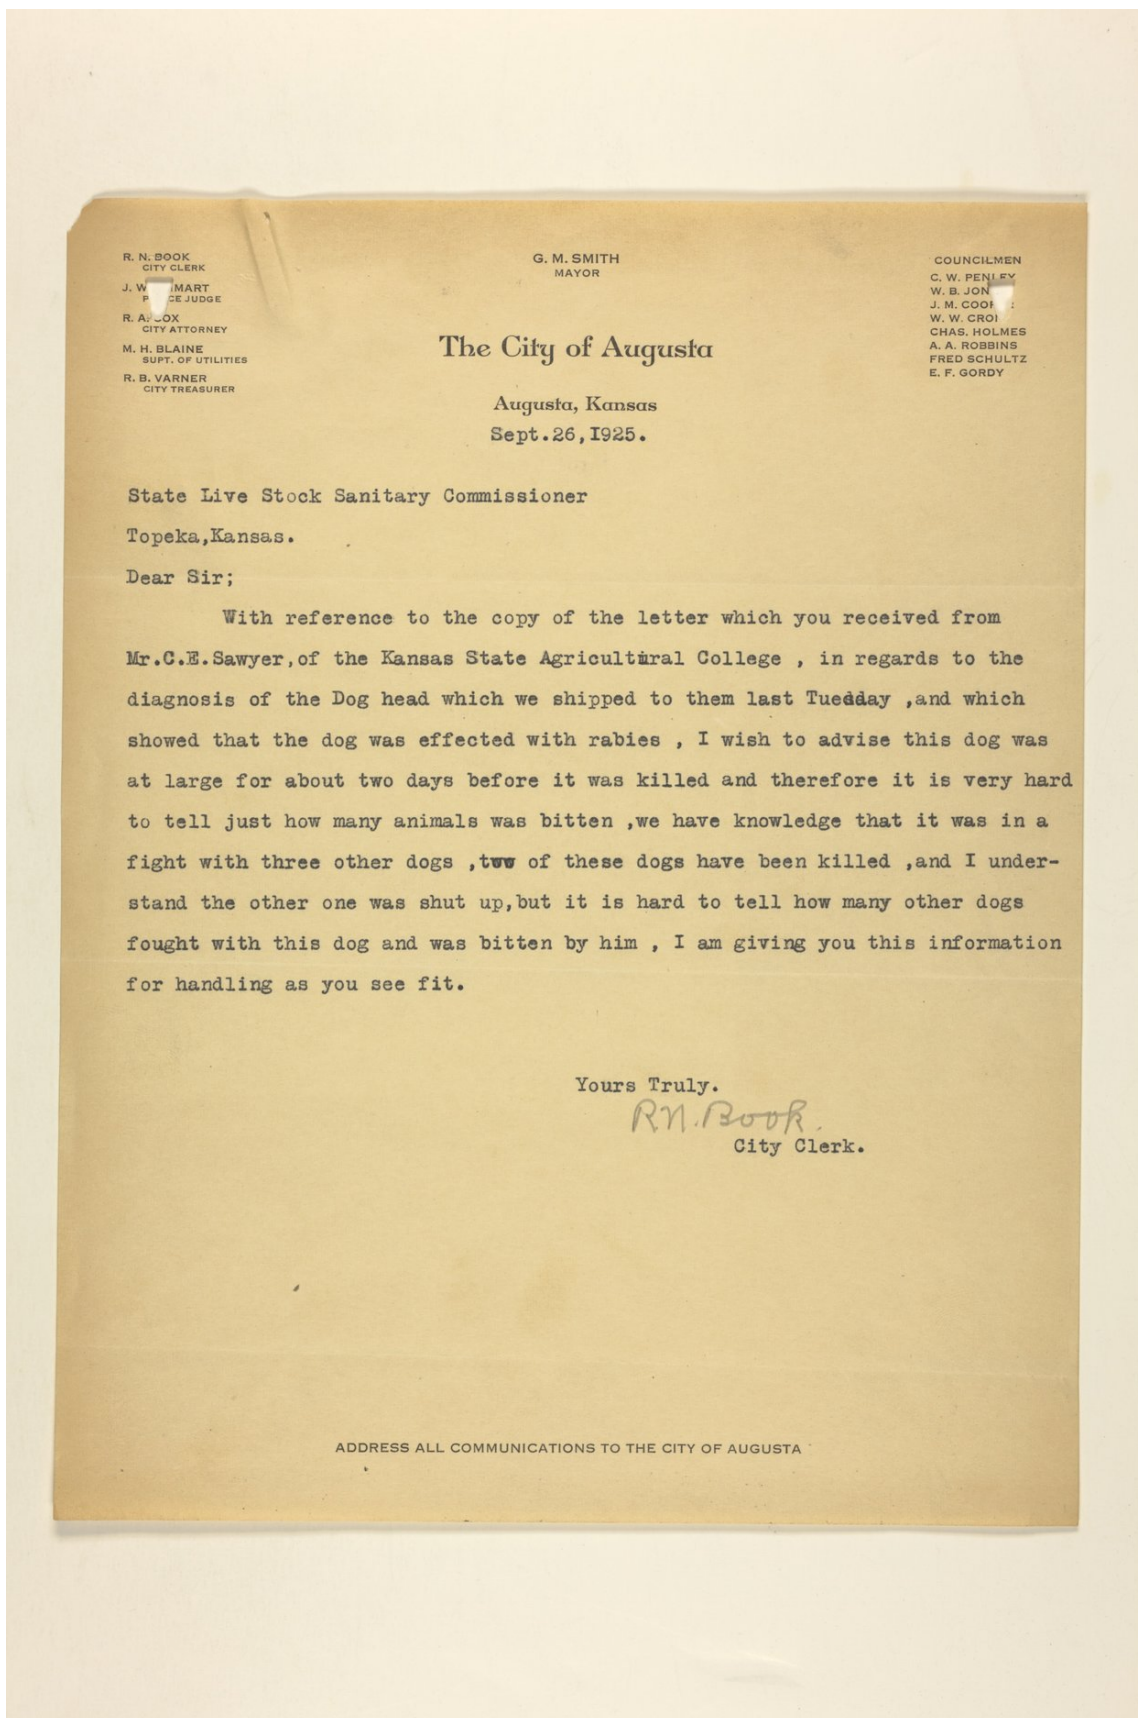 R. N. BOOK
CITY CLERK
J. W.
JUDGE
R. A.
CITY ATTORNEY
M. H. BLAINE
SUPT. OF UTILITIES
R. B. VARNER
CITY TREASURER
G. M. SMITH
MAYOR
COUNCILMEN
C. W. PENLEY
W. B.
J. M.
W. W.
CHAS. HOLMES
A. A. ROBBINS
FRED SCHULTZ
E. F. GORDY
The City of Augusta
Augusta, Kansas
Sept.26,I925.
State Live Stock Sanitary Commissioner
Topeka,Kansas.
Dear Sir;
With reference to the copy of the letter which you received from
Mr.C.E.Sawyer,of the Kansas State Agricultural College , in regards to the
diagnosis of the Dog head which we shipped to them last Tuedday ,and which
showed that the dog was effected with rabies , I wish to advise this dog was
at large for about two days before it was killed and therefore it is very hard
to tell just how many animals was bitten ,we have knowledge that it was in a
fight with three other dogs ,two of these dogs have been killed ,and I under-
stand the other one was shut up,but it is hard to tell how many other dogs
fought with this dog and was bitten by him , I am giving you this information
for handling as you see fit.
Yours Truly.
R.N. Book.
City Clerk.
ADDRESS ALL COMMUNICATIONS TO THE CITY OF AUGUSTA